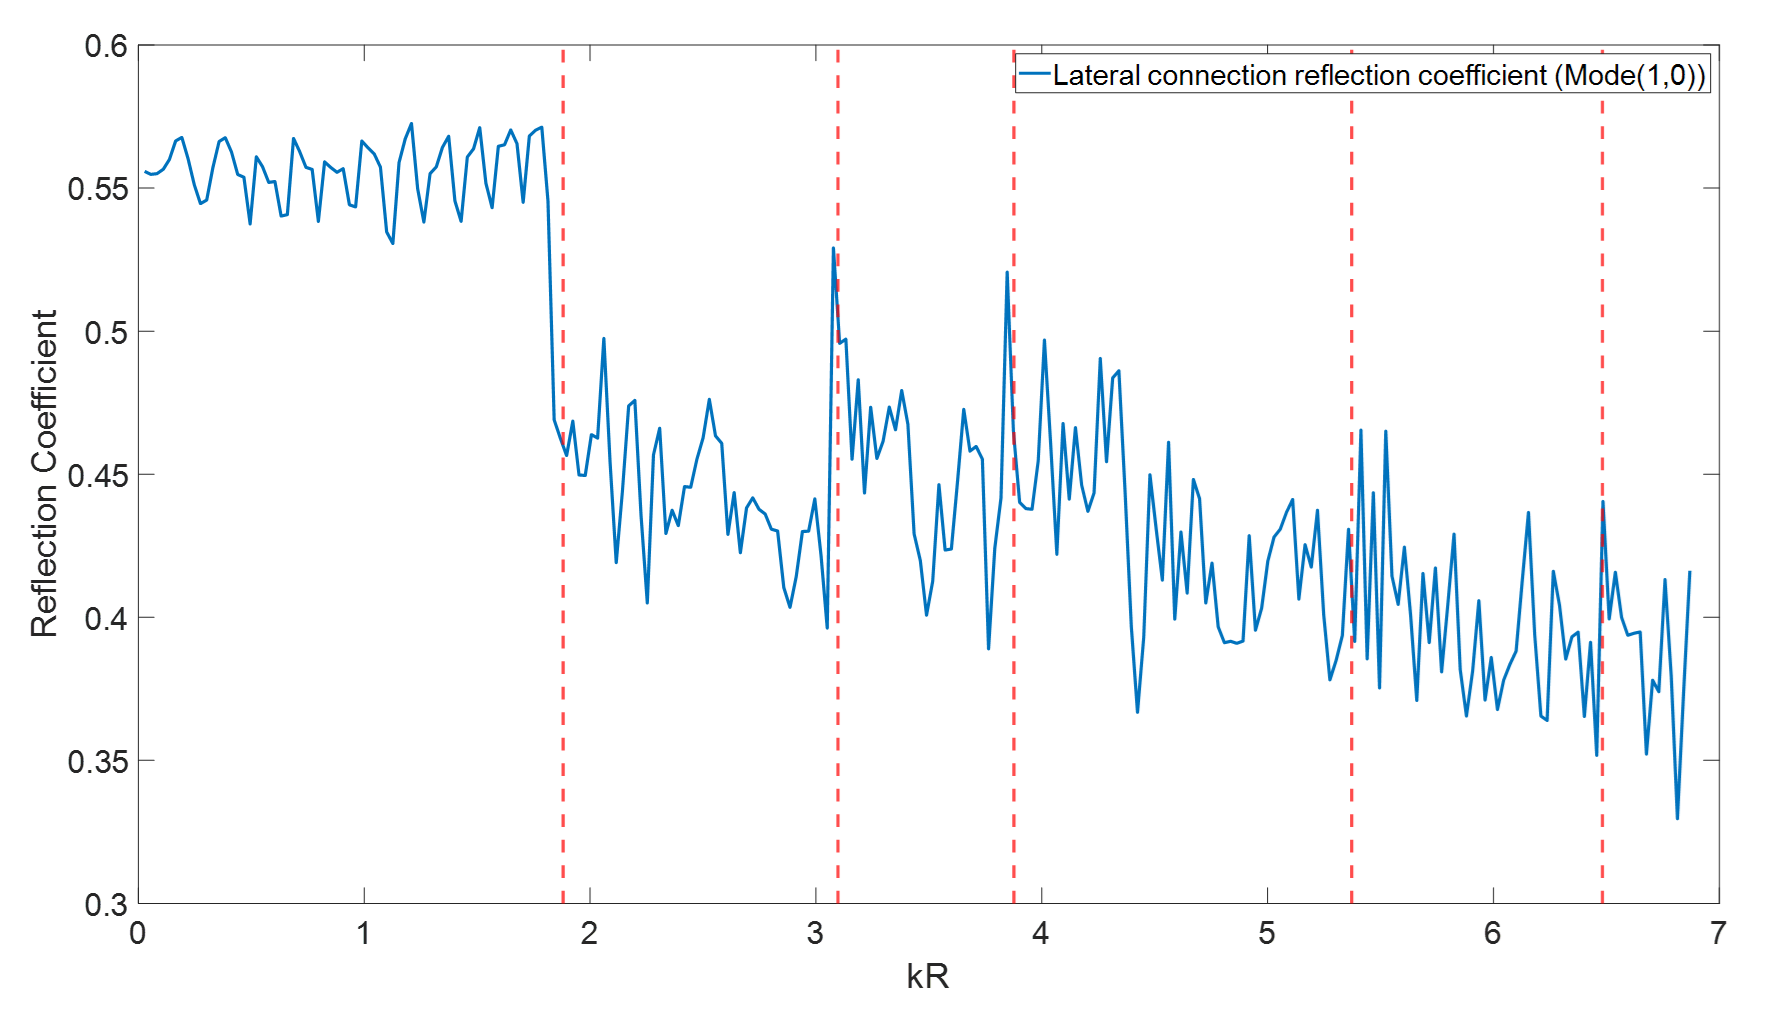 Lateral connection reflection coefficient (Mode(1,0))
0.6
0.55
0.5
0.45
0.4
0.35
0.3
Reflection Coefficient
0 1 2 3 4 5 6 7
kR